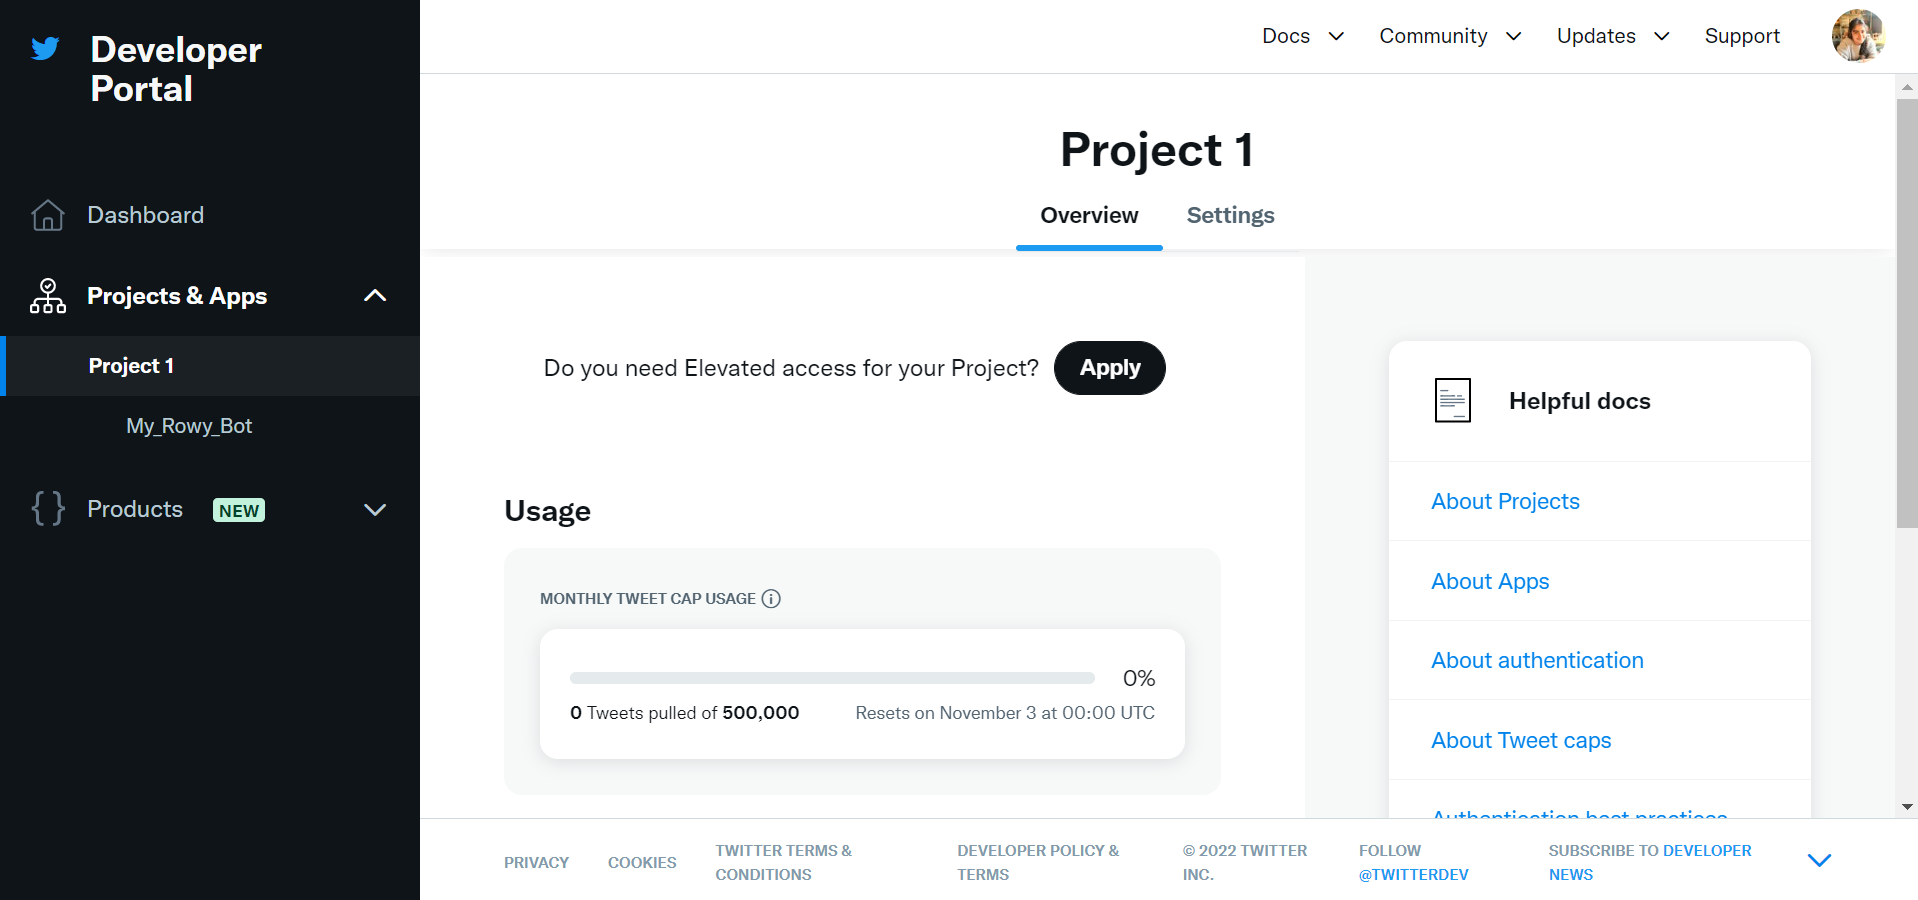 Developer
Portal
Docs
Community
Updates
Support
Dashboard
Projects & Apps
Project 1
My_Rowy_Bot
Products NEW
Project 1
Overview
Settings
Do you need Elevated access for your Project?
Apply
Usage
MONTHLY TWEET CAP USAGE
0%
0 Tweets pulled of 500,000
Resets on November 3 at 00:00 UTC
Helpful docs
About Projects
About Apps
About authentication
About Tweet caps
Authentication best practices
PRIVACY
COOKIES
TWITTER TERMS &
CONDITIONS
DEVELOPER POLICY &
TERMS
© 2022 TWITTER
INC.
FOLLOW
@TWITTERDEV
SUBSCRIBE TO DEVELOPER
NEWS